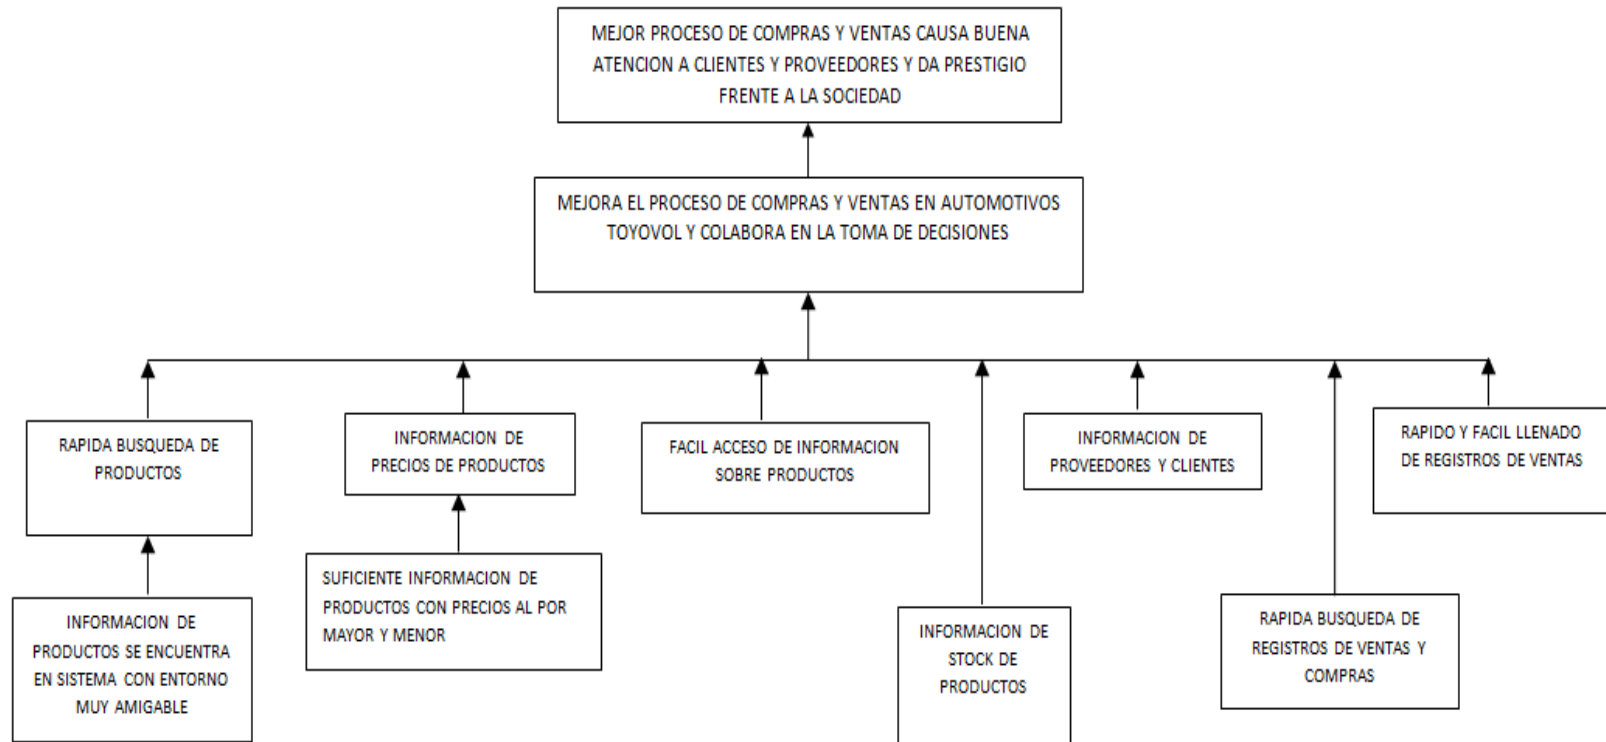 MEJOR PROCESO DE COMPRAS Y VENTAS CAUSA BUENA
ATENCION A CLIENTES Y PROVEEDORES Y DA PRESTIGIO
FRENTE A LA SOCIEDAD
MEJORA EL PROCESO DE COMPRAS Y VENTAS EN AUTOMOTIVOS
TOYOVOL Y COLABORA EN LA TOMA DE DECISIONES
RAPIDA BUSQUEDA DE
PRODUCTOS
INFORMACION DE
PRECIOS DE PRODUCTOS
FACIL ACCESO DE INFORMACION
SOBRE PRODUCTOS
INFORMACION DE
PROVEEDORES Y CLIENTES
RAPIDO Y FACIL LLENADO
DE REGISTROS DE VENTAS
INFORMACION DE
PRODUCTOS SE ENCUENTRA
EN SISTEMA CON ENTORNO
MUY AMIGABLE
SUFICIENTE INFORMACION DE
PRODUCTOS CON PRECIOS AL POR
MAYOR Y MENOR
INFORMACION DE
STOCK DE
PRODUCTOS
RAPIDA BUSQUEDA DE
REGISTROS DE VENTAS Y
COMPRAS